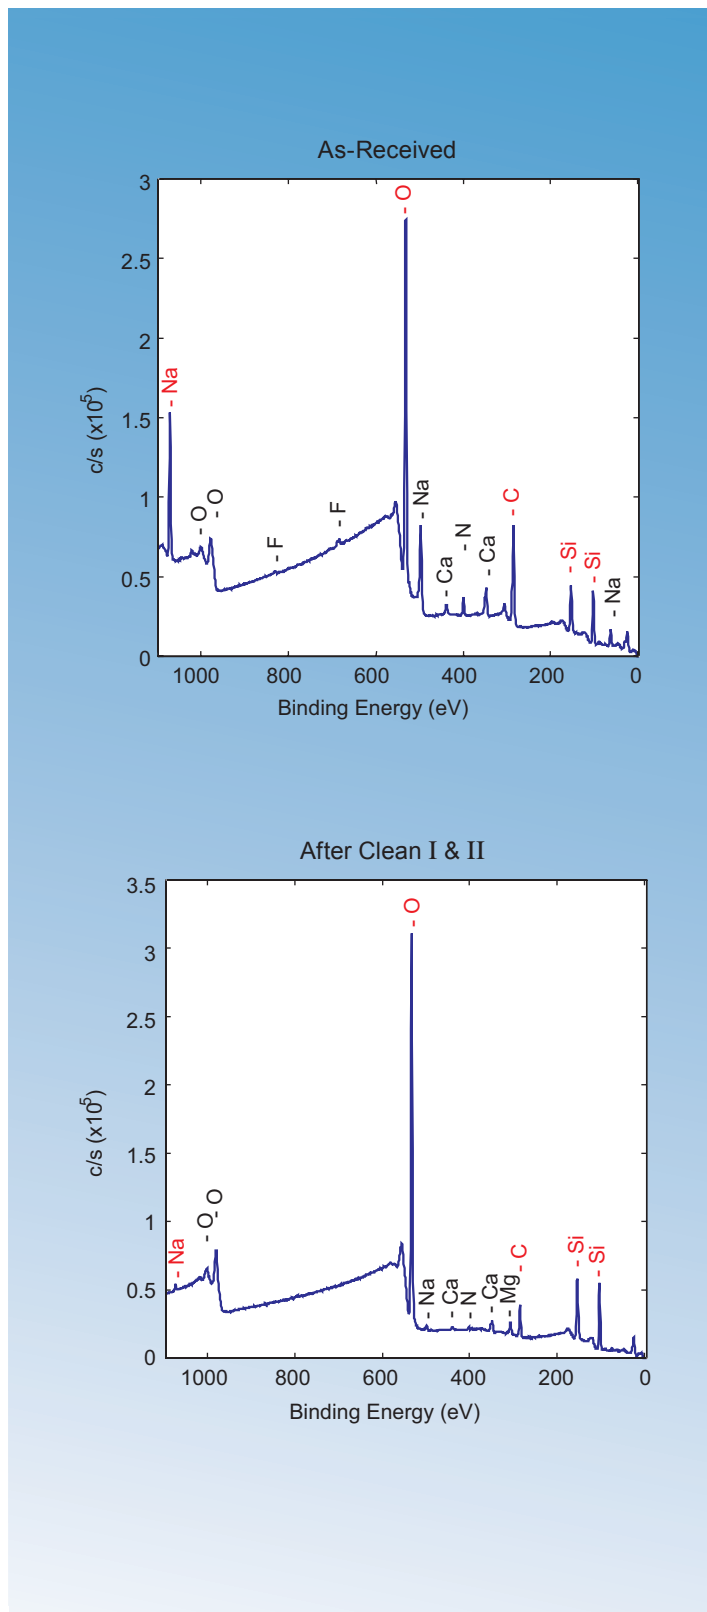 As-Received
3
2.5
2
1.5
1
0.5
0
c/s (x10⁵)
- Na
- O
- O
- F
- F
- O
- Na
- Ca
- N
- Ca
- C
- Si
- Si
- Na
1000 800 600 400 200 0
Binding Energy (eV)
After Clean I & II
3.5
3
2.5
2
1.5
1
0.5
0
c/s (x10⁵)
- Na
- O
- O
- O
- Na
- Ca
- N
- Ca
- Mg
- C
- Si
- Si
1000 800 600 400 200 0
Binding Energy (eV)